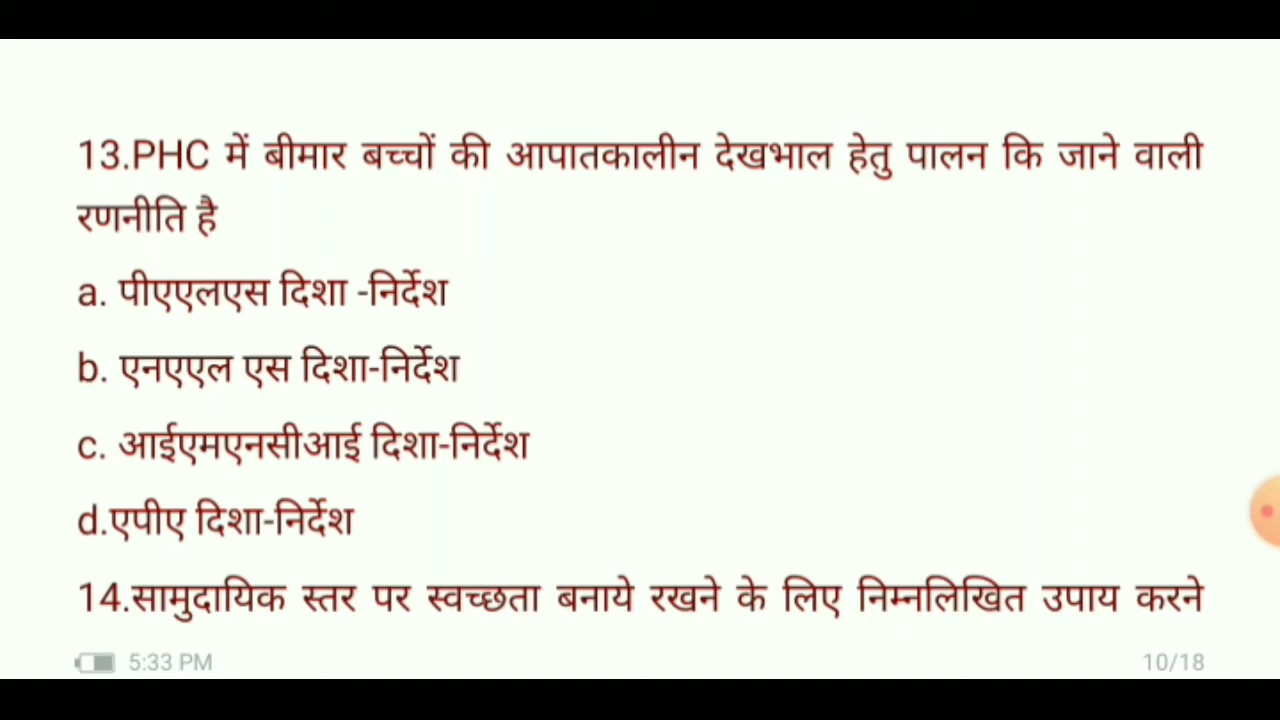 13.PHC में बीमार बच्चों की आपातकालीन देखभाल हेतु पालन कि जाने वाली
रणनीति है
a. पीएएलएस दिशा -निर्देश
b. एनएएल एस दिशा-निर्देश
c. आईएमएनसीआई दिशा-निर्देश
d.एपीए दिशा-निर्देश
14.सामुदायिक स्तर पर स्वच्छता बनाये रखने के लिए निम्नलिखित उपाय करने
5:33 PM 10/18